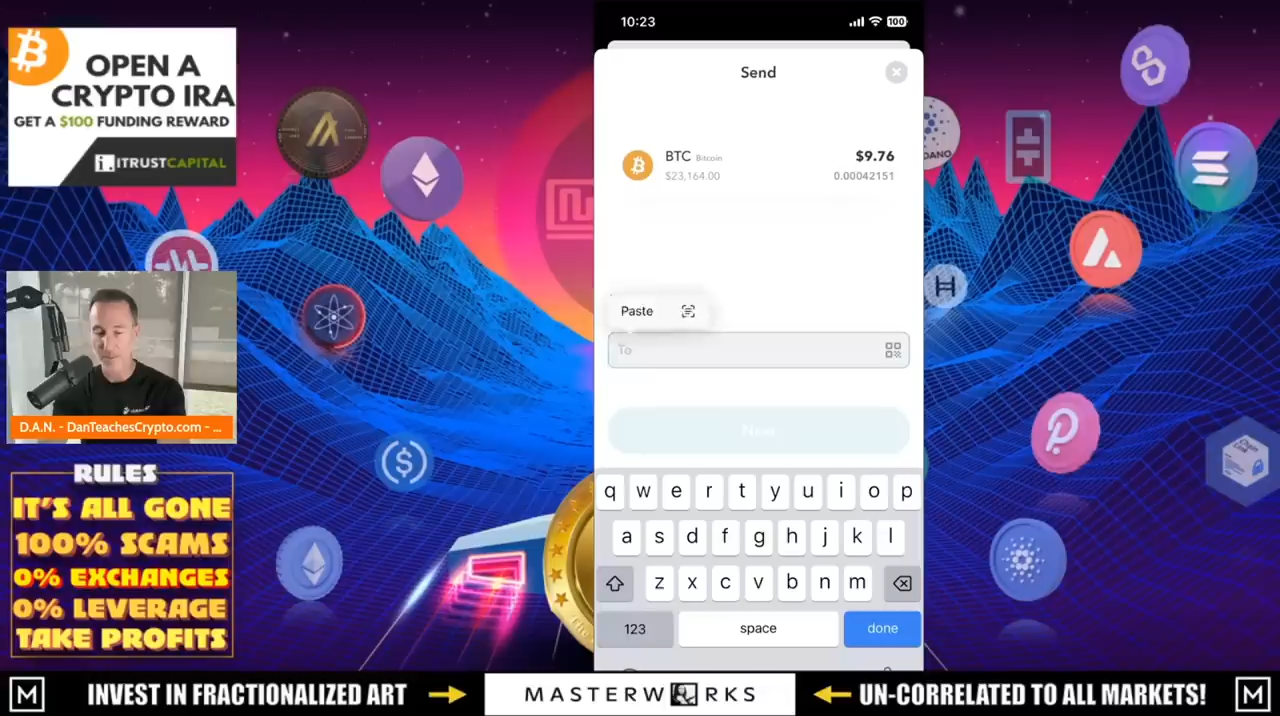 OPEN A
CRYPTO IRA
GET A $100 FUNDING REWARD
i. ITRUSTCAPITAL
D.A.N. - DanTeachesCrypto.com - ...
RULES
IT'S ALL GONE
100% SCAMS
0% EXCHANGES
0% LEVERAGE
TAKE PROFITS
10:23
100
Send
BTC Bitcoin
$9.76
$23,164.00
0.00042151
Paste
To
Next
q w e r t y u i o p
a s d f g h j k l
z x c v b n m
123
space
done
DANO
M INVEST IN FRACTIONALIZED ART
MASTERWORKS
UN-CORRELATED TO ALL MARKETS! M